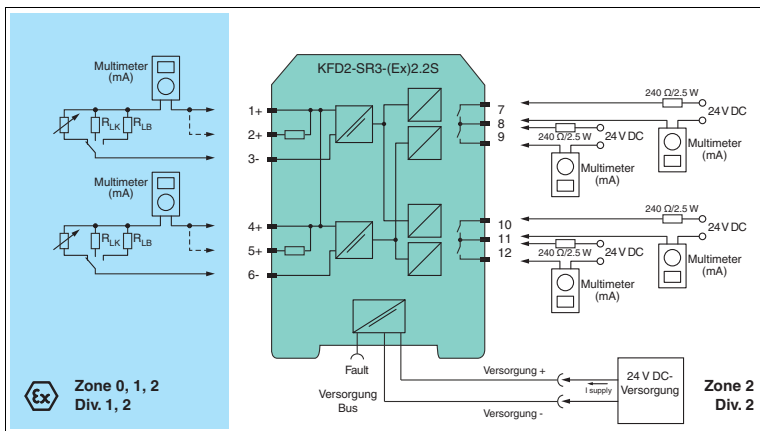 KFD2-SR3-(Ex)2.2S
Multimeter
(mA)
R_LK R_LB
1+
2+
3-
Multimeter
(mA)
R_LK R_LB
4+
5+
6-
7
8
9
240 Ω/2.5 W
24 V DC
240 Ω/2.5 W
24 V DC
Multimeter
(mA)
Multimeter
(mA)
10
11
12
240 Ω/2.5 W
24 V DC
240 Ω/2.5 W
24 V DC
Multimeter
(mA)
Multimeter
(mA)
Fault
Versorgung
Bus
Versorgung +
Versorgung -
I supply
24 V DC-
Versorgung
Ex
Zone 0, 1, 2
Div. 1, 2
Zone 2
Div. 2